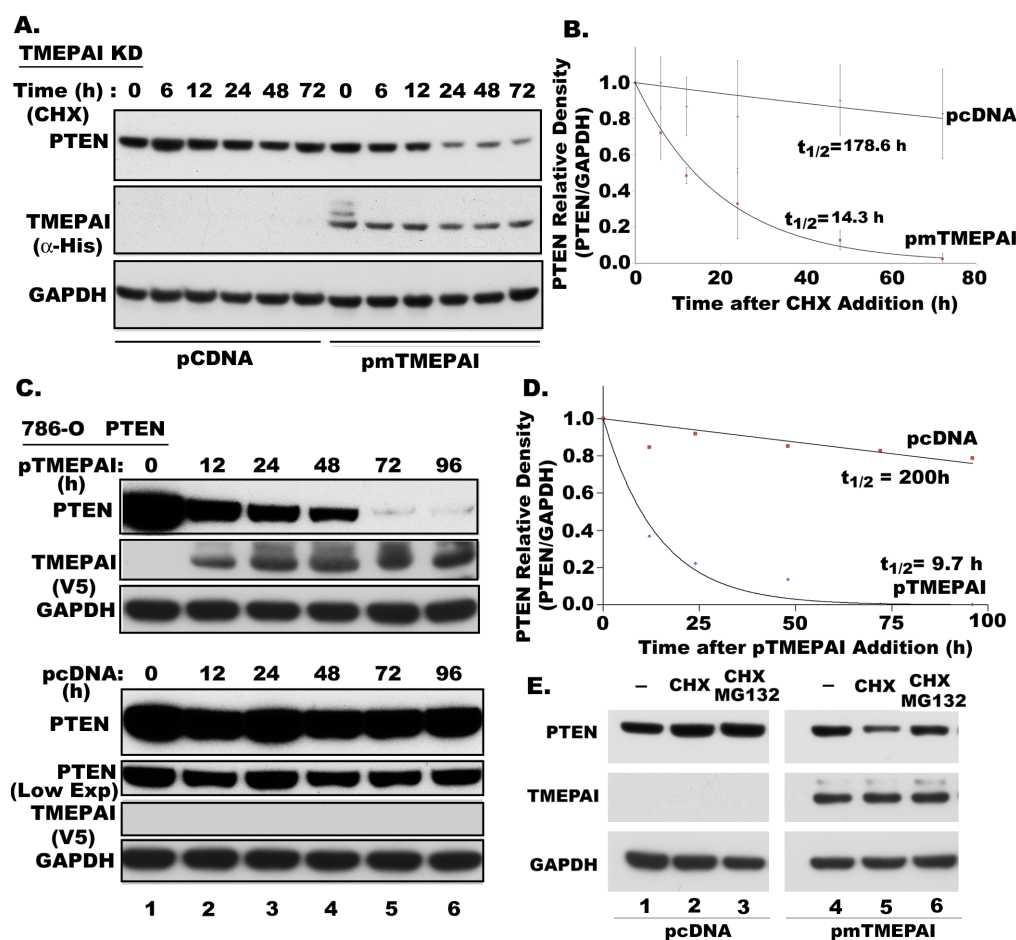 A.
TMEPAI KD
Time (h) : 0 6 12 24 48 72 0 6 12 24 48 72
(CHX)
PTEN
TMEPAI
(α-His)
GAPDH
pCDNA pmTMEPAI
B.
PTEN Relative Density
(PTEN/GAPDH)
1.0
0.8
0.6
0.4
0.2
0.0
0 20 40 60 80
Time after CHX Addition (h)
pcDNA
t1/2=178.6 h
t1/2=14.3 h
pmTMEPAI
C.
786-O PTEN
pTMEPAI: 0 12 24 48 72 96
(h)
PTEN
TMEPAI
(V5)
GAPDH
pcDNA: 0 12 24 48 72 96
(h)
PTEN
PTEN
(Low Exp)
TMEPAI
(V5)
GAPDH
1 2 3 4 5 6
D.
PTEN Relative Density
(PTEN/GAPDH)
1.0
0.8
0.6
0.4
0.2
0.0
0 25 50 75 100
Time after pTMEPAI Addition (h)
pcDNA
t1/2 = 200h
t1/2= 9.7 h
pTMEPAI
E.
– CHX CHX MG132 – CHX CHX MG132
PTEN
TMEPAI
GAPDH
1 2 3 4 5 6
pcDNA pmTMEPAI